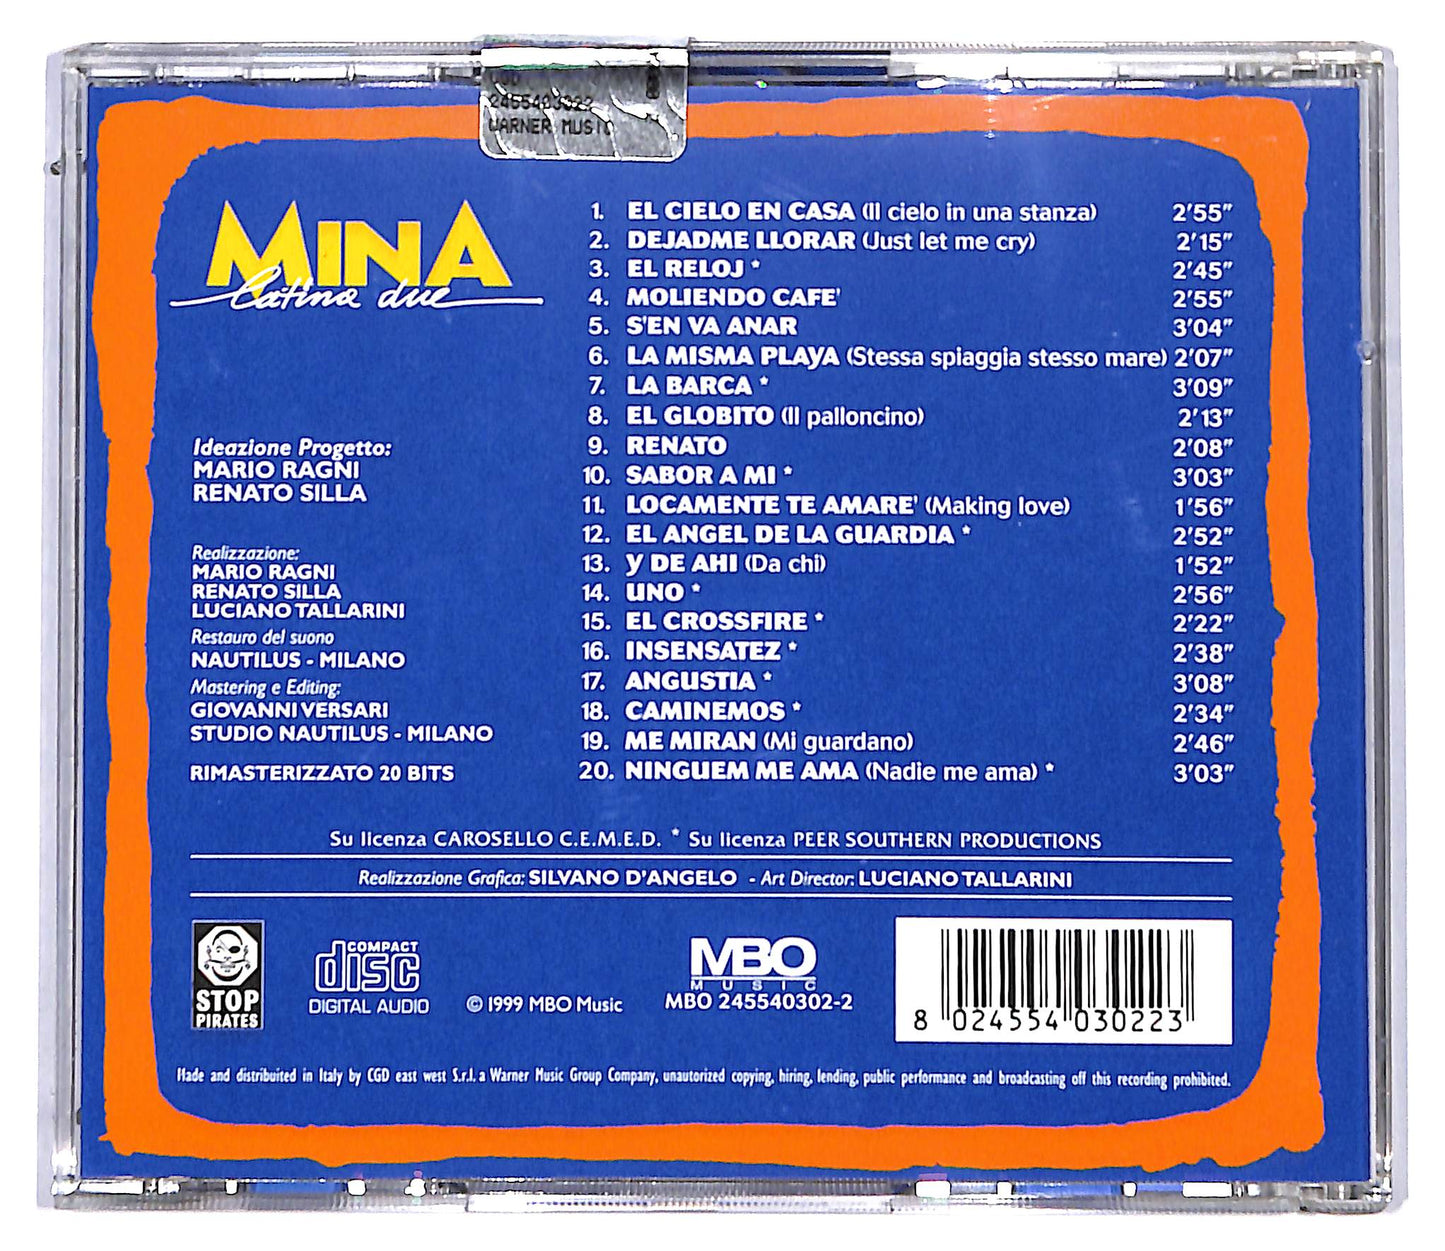 2455403022
WARNER MUSIC
MINA
latina due
1. EL CIELO EN CASA (Il cielo in una stanza) 2'55"
2. DEJADME LLORAR (Just let me cry) 2'15"
3. EL RELOJ * 2'45"
4. MOLIENDO CAFE' 2'55"
5. S'EN VA ANAR 3'04"
6. LA MISMA PLAYA (Stessa spiaggia stesso mare) 2'07"
7. LA BARCA * 3'09"
8. EL GLOBITO (Il palloncino) 2'13"
9. RENATO 2'08"
10. SABOR A MI * 3'03"
11. LOCAMENTE TE AMARE' (Making love) 1'56"
12. EL ANGEL DE LA GUARDIA * 2'52"
13. Y DE AHI (Da chi) 1'52"
14. UNO * 2'56"
15. EL CROSSFIRE * 2'22"
16. INSENSATEZ * 2'38"
17. ANGUSTIA * 3'08"
18. CAMINEMOS * 2'34"
19. ME MIRAN (Mi guardano) 2'46"
20. NINGUEM ME AMA (Nadie me ama) * 3'03"
Ideazione Progetto:
MARIO RAGNI
RENATO SILLA
Realizzazione:
MARIO RAGNI
RENATO SILLA
LUCIANO TALLARINI
Restauro del suono
NAUTILUS - MILANO
Mastering e Editing:
GIOVANNI VERSARI
STUDIO NAUTILUS - MILANO
RIMASTERIZZATO 20 BITS
Su licenza CAROSELLO C.E.M.E.D. * Su licenza PEER SOUTHERN PRODUCTIONS
Realizzazione Grafica: SILVANO D'ANGELO - Art Director: LUCIANO TALLARINI
STOP
PIRATES
COMPACT
disc
DIGITAL AUDIO
© 1999 MBO Music
MBO
MUSIC
MBO 245540302-2
8 024554 030223
Made and distribuited in Italy by CGD east west S.r.l. a Warner Music Group Company, unautorized copying, hiring, lending, public performance and broadcasting off this recording prohibited.